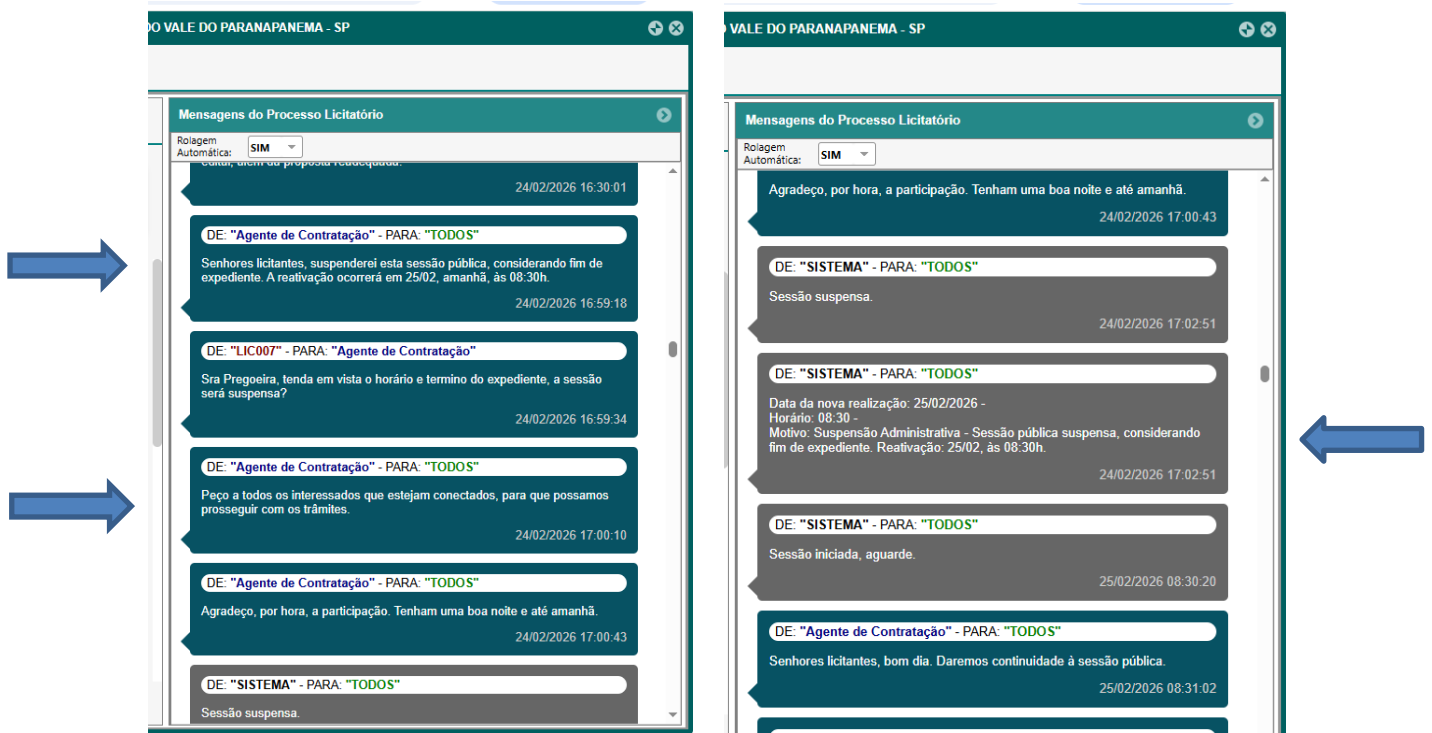 DO VALE DO PARANAPANEMA - SP
Mensagens do Processo Licitatório
Rolagem
Automática:
SIM
edital, além da proposta readequada.
24/02/2026 16:30:01
DE: "Agente de Contratação" - PARA: "TODOS"
Senhores licitantes, suspenderei esta sessão pública, considerando fim de
expediente. A reativação ocorrerá em 25/02, amanhã, às 08:30h.
24/02/2026 16:59:18
DE: "LIC007" - PARA: "Agente de Contratação"
Sra Pregoeira, tenda em vista o horário e termino do expediente, a sessão
será suspensa?
24/02/2026 16:59:34
DE: "Agente de Contratação" - PARA: "TODOS"
Peço a todos os interessados que estejam conectados, para que possamos
prosseguir com os trâmites.
24/02/2026 17:00:10
DE: "Agente de Contratação" - PARA: "TODOS"
Agradeço, por hora, a participação. Tenham uma boa noite e até amanhã.
24/02/2026 17:00:43
DE: "SISTEMA" - PARA: "TODOS"
Sessão suspensa.
VALE DO PARANAPANEMA - SP
Mensagens do Processo Licitatório
Rolagem
Automática:
SIM
Agradeço, por hora, a participação. Tenham uma boa noite e até amanhã.
24/02/2026 17:00:43
DE: "SISTEMA" - PARA: "TODOS"
Sessão suspensa.
24/02/2026 17:02:51
DE: "SISTEMA" - PARA: "TODOS"
Data da nova realização: 25/02/2026 -
Horário: 08:30 -
Motivo: Suspensão Administrativa - Sessão pública suspensa, considerando
fim de expediente. Reativação: 25/02, às 08:30h.
24/02/2026 17:02:51
DE: "SISTEMA" - PARA: "TODOS"
Sessão iniciada, aguarde.
25/02/2026 08:30:20
DE: "Agente de Contratação" - PARA: "TODOS"
Senhores licitantes, bom dia. Daremos continuidade à sessão pública.
25/02/2026 08:31:02